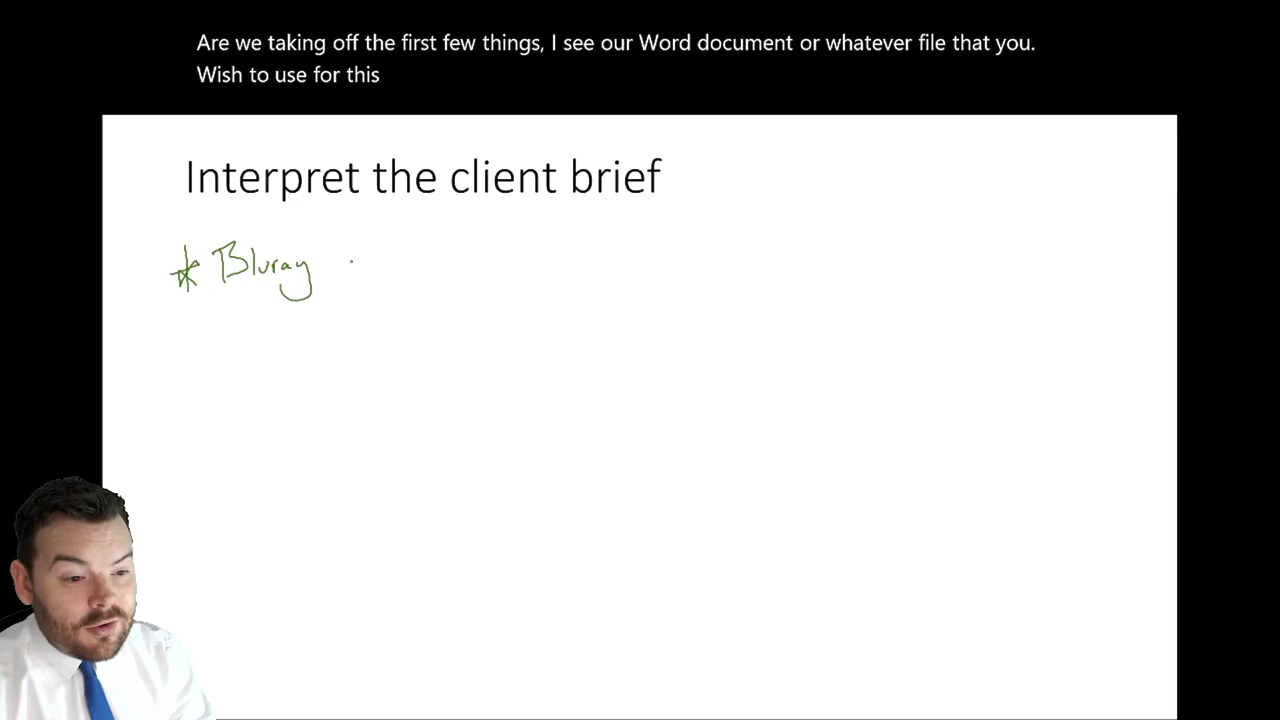 Are we taking off the first few things, I see our Word document or whatever file that you.
Wish to use for this
Interpret the client brief
* Bluray